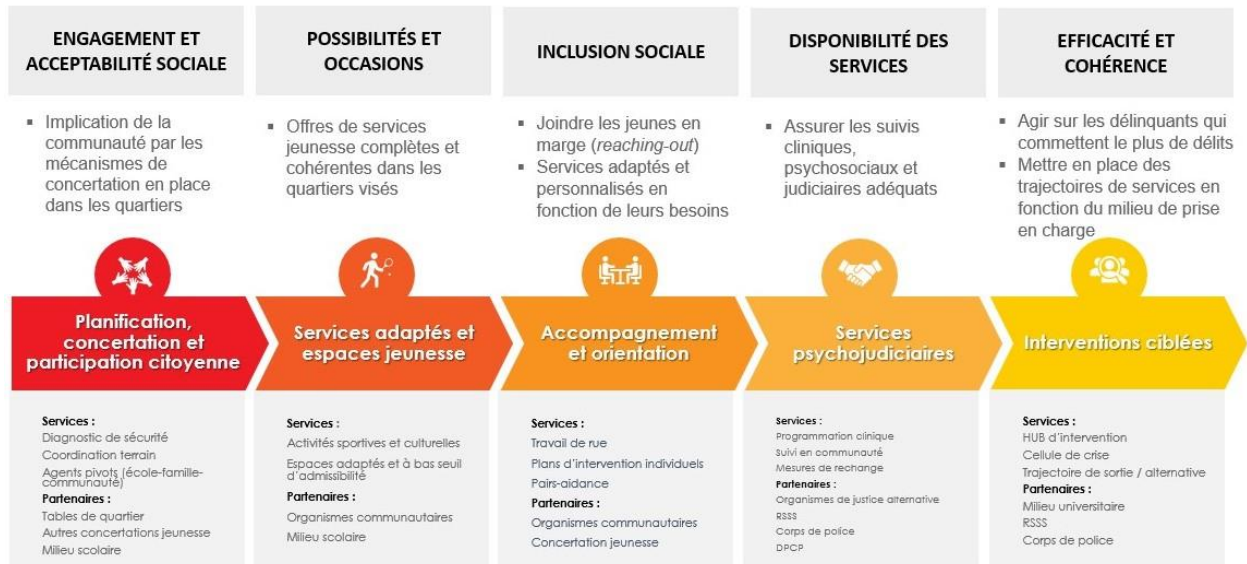 ENGAGEMENT ET
ACCEPTABILITÉ SOCIALE
▪ Implication de la
communauté par les
mécanismes de
concertation en place
dans les quartiers
Planification,
concertation et
participation citoyenne
Services :
Diagnostic de sécurité
Coordination terrain
Agents pivots (école-famille-
communauté)
Partenaires :
Tables de quartier
Autres concertations jeunesse
Milieu scolaire
POSSIBILITÉS ET
OCCASIONS
▪ Offres de services
jeunesse complètes et
cohérentes dans les
quartiers visés
Services adaptés et
espaces jeunesse
Services :
Activités sportives et culturelles
Espaces adaptés et à bas seuil
d'admissibilité
Partenaires :
Organismes communautaires
Milieu scolaire
INCLUSION SOCIALE
▪ Joindre les jeunes en
marge (reaching-out)
▪ Services adaptés et
personnalisés en
fonction de leurs besoins
Accompagnement
et orientation
Services :
Travail de rue
Plans d'intervention individuels
Pairs-aidance
Partenaires :
Organismes communautaires
Concertation jeunesse
DISPONIBILITÉ DES
SERVICES
▪ Assurer les suivis
cliniques,
psychosociaux et
judiciaires adéquats
Services
psychojudiciaires
Services :
Programmation clinique
Suivi en communauté
Mesures de rechange
Partenaires :
Organismes de justice alternative
RSSS
Corps de police
DPCP
EFFICACITÉ ET
COHÉRENCE
▪ Agir sur les délinquants qui
commettent le plus de délits
▪ Mettre en place des
trajectoires de services en
fonction du milieu de prise
en charge
Interventions ciblées
Services :
HUB d'intervention
Cellule de crise
Trajectoire de sortie / alternative
Partenaires :
Milieu universitaire
RSSS
Corps de police